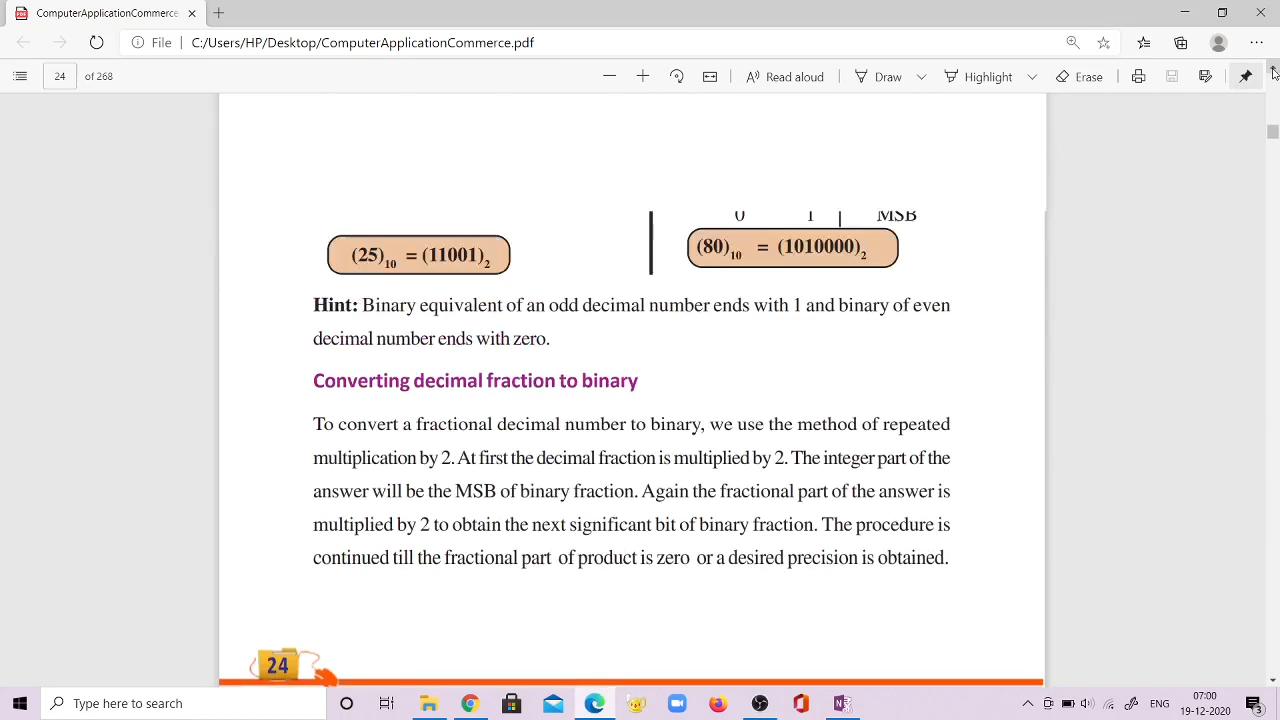 ComputerApplicationCommerce.pdf
File | C:/Users/HP/Desktop/ComputerApplicationCommerce.pdf
24 of 268
Read aloud
Draw
Highlight
Erase
0 1 MSB
(25)10 = (11001)2
(80)10 = (1010000)2
Hint: Binary equivalent of an odd decimal number ends with 1 and binary of even
decimal number ends with zero.
Converting decimal fraction to binary
To convert a fractional decimal number to binary, we use the method of repeated
multiplication by 2. At first the decimal fraction is multiplied by 2. The integer part of the
answer will be the MSB of binary fraction. Again the fractional part of the answer is
multiplied by 2 to obtain the next significant bit of binary fraction. The procedure is
continued till the fractional part of product is zero or a desired precision is obtained.
24
Type here to search
ENG
07:00
19-12-2020
3